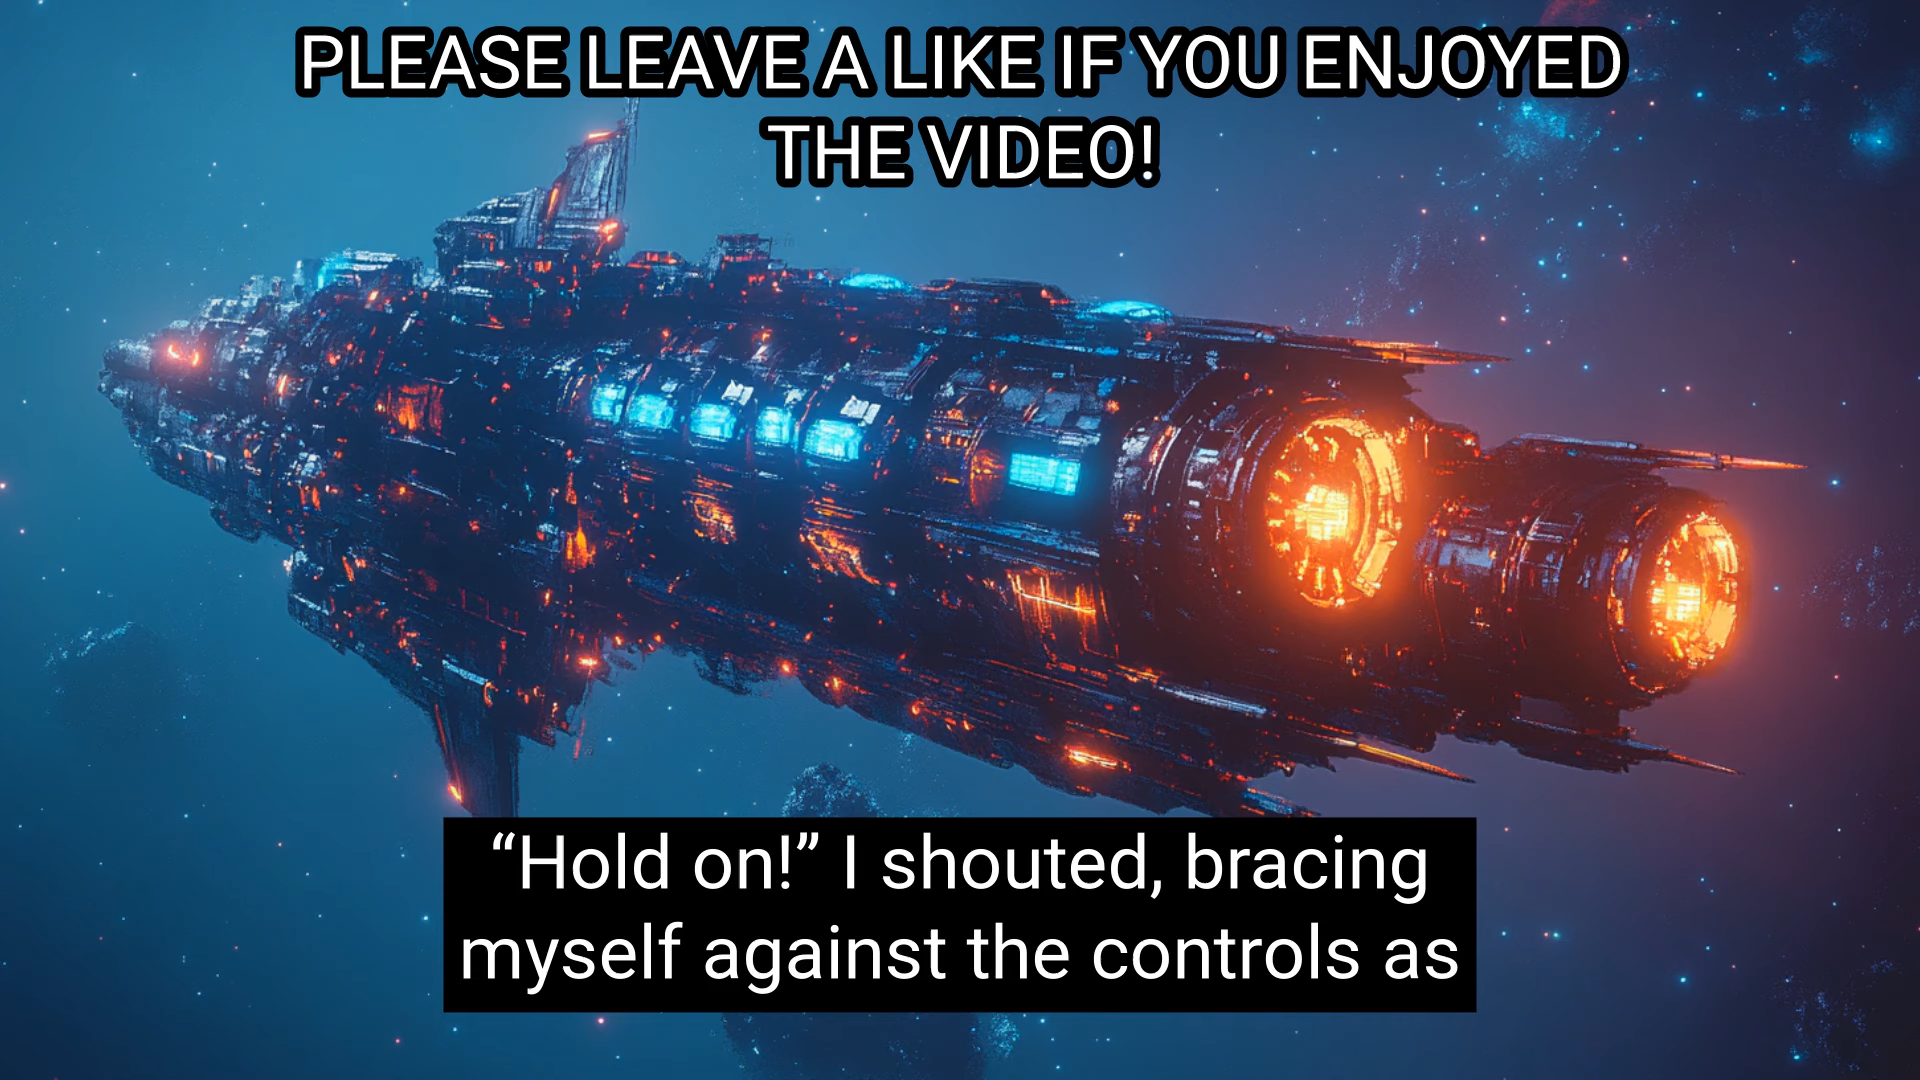 PLEASE LEAVE A LIKE IF YOU ENJOYED
THE VIDEO!
“Hold on!” I shouted, bracing
myself against the controls as